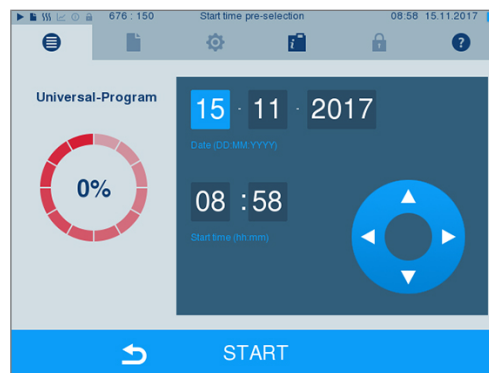 676 : 150 Start time pre-selection 08:58 15.11.2017
i ?
Universal-Program
15 · 11 · 2017
Date (DD:MM:YYYY)
0%
08 : 58
Start time (hh:mm)
START